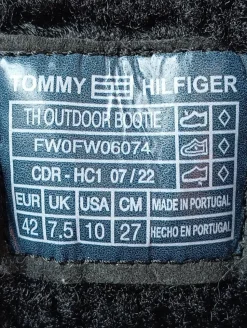 TOMMY HILFIGER
TH OUTDOOR BOOTIE
FW0FW06074
CDR - HC1 07 / 22
EUR UK USA CM MADE IN PORTUGAL
42 7.5 10 27 HECHO EN PORTUGAL